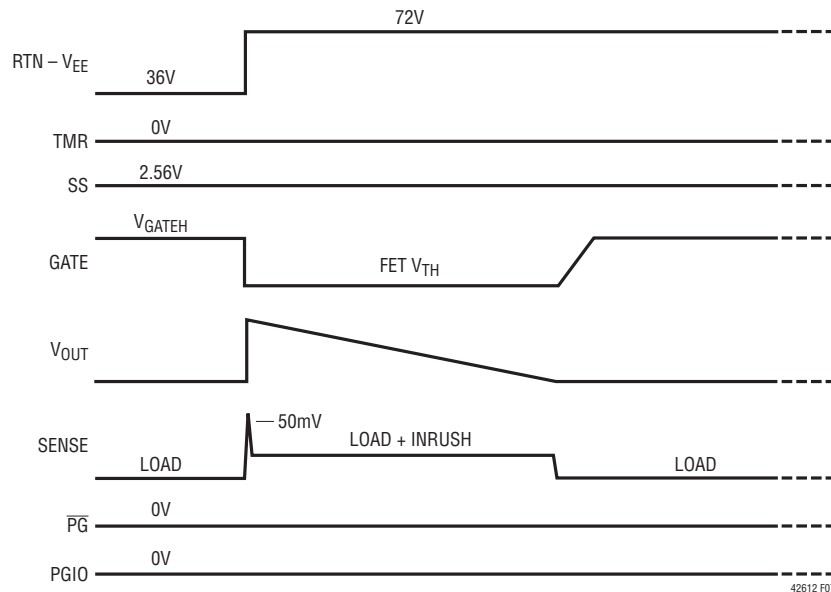 72V
RTN – VEE
36V
TMR
0V
SS
2.56V
VGATEH
GATE
FET VTH
VOUT
50mV
SENSE
LOAD
LOAD + INRUSH
LOAD
PG
0V
PGIO
0V